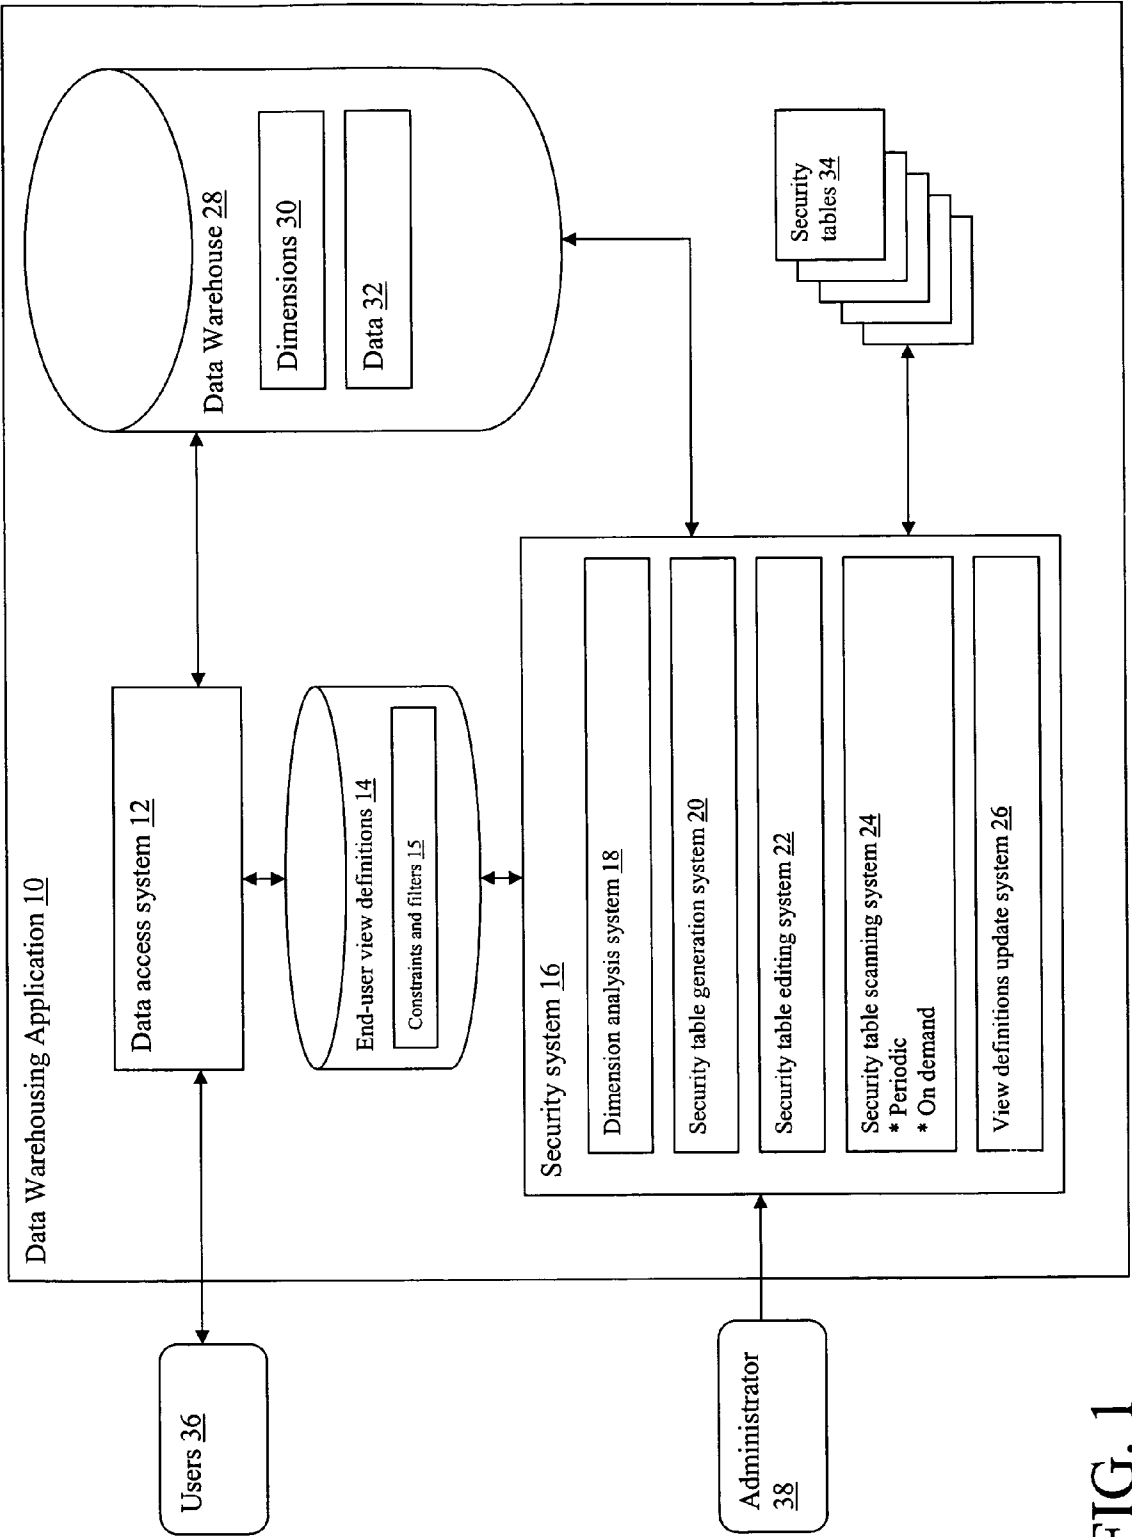 Data Warehousing Application 10
Users 36
Data access system 12
Data Warehouse 28
Dimensions 30
Data 32
End-user view definitions 14
Constraints and filters 15
Security system 16
Dimension analysis system 18
Security table generation system 20
Security table editing system 22
Security table scanning system 24
* Periodic
* On demand
View definitions update system 26
Security
tables 34
Administrator
38
FIG. 1